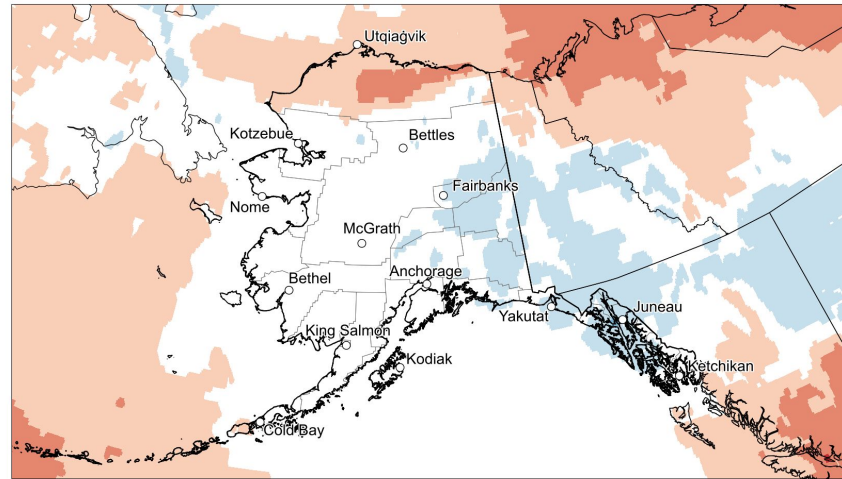 Utqiaġvik
Kotzebue
Bettles
Fairbanks
Nome
McGrath
Anchorage
Bethel
Yakutat
Juneau
King Salmon
Kodiak
Ketchikan
Cold Bay